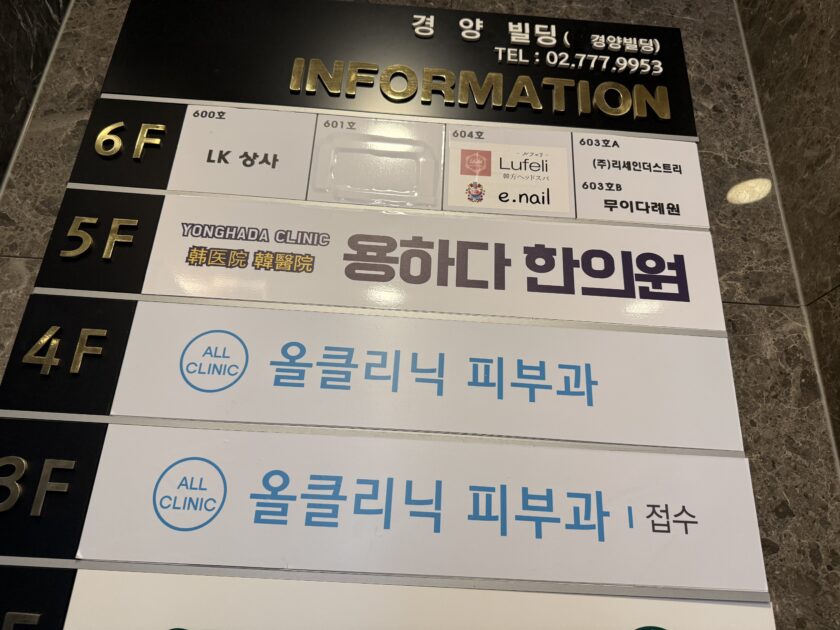 경 양 빌딩( 경양빌딩)
TEL : 02.777.9953
INFORMATION
6F
600호
LK 상사
601호
604호
Lufeli
韓方ヘッドスパ
e.nail
603호A
(주)리세인더스트리
603호B
무이다례원
5F
YONGHADA CLINIC
韩医院 韓醫院
용하다 한의원
4F
ALL CLINIC
올클리닉 피부과
3F
ALL CLINIC
올클리닉 피부과 | 접수